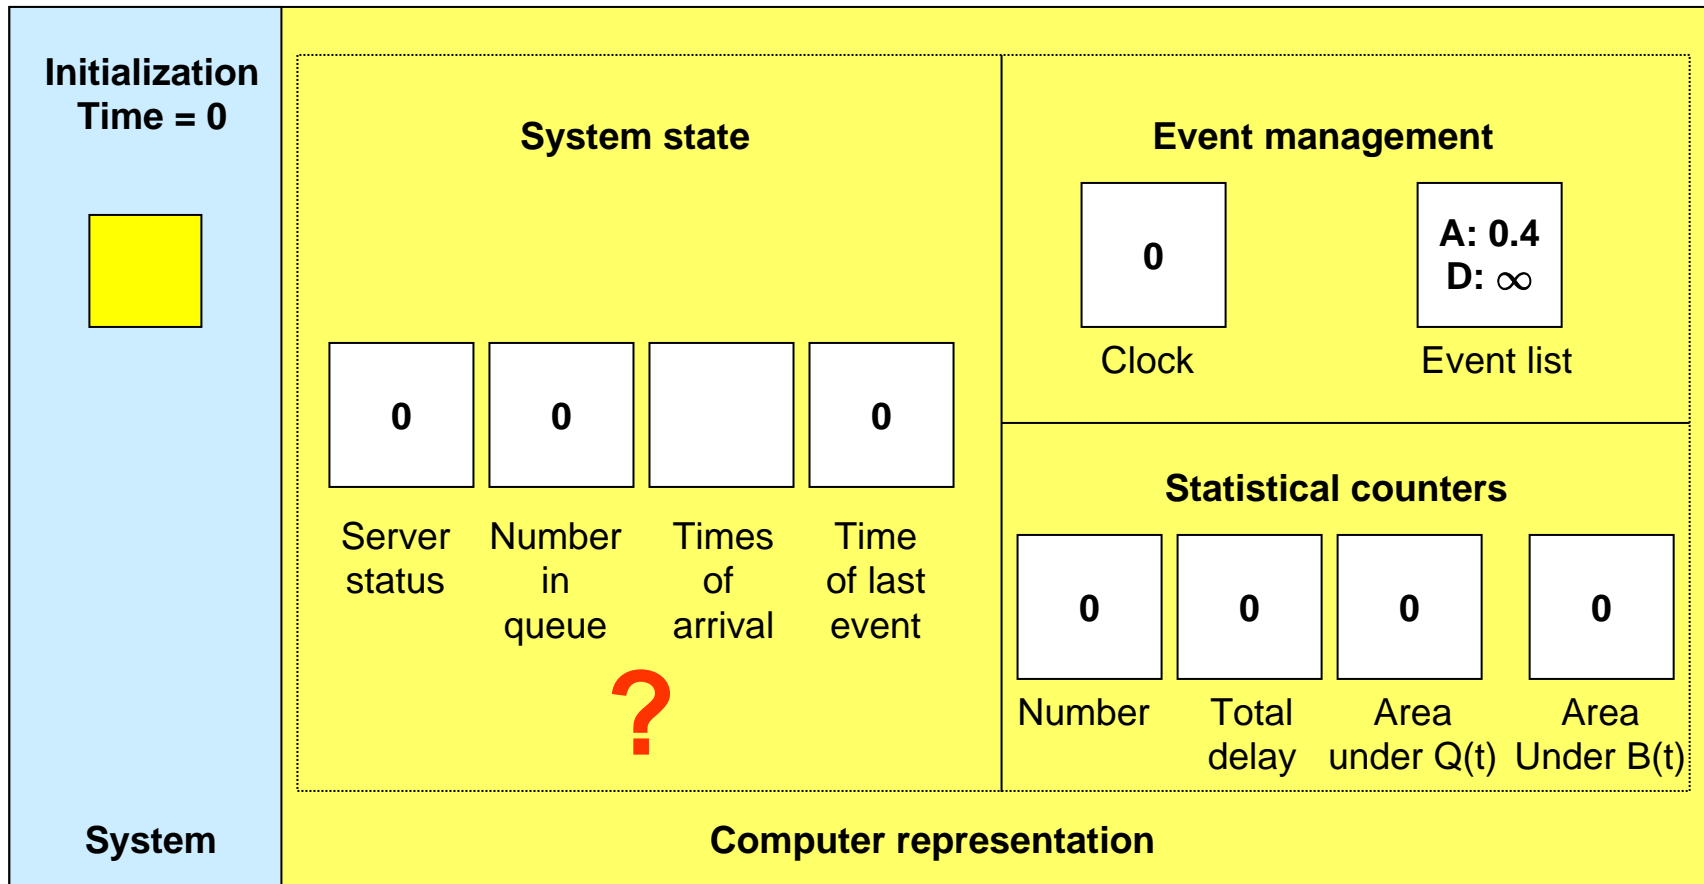 Initialization
Time = 0
System
System state
0
0
0
Server
status
Number
in
queue
Times
of
arrival
Time
of last
event
?
Event management
0
Clock
A: 0.4
D: ∞
Event list
Statistical counters
0
0
0
0
Number
Total
delay
Area
under Q(t)
Area
Under B(t)
Computer representation